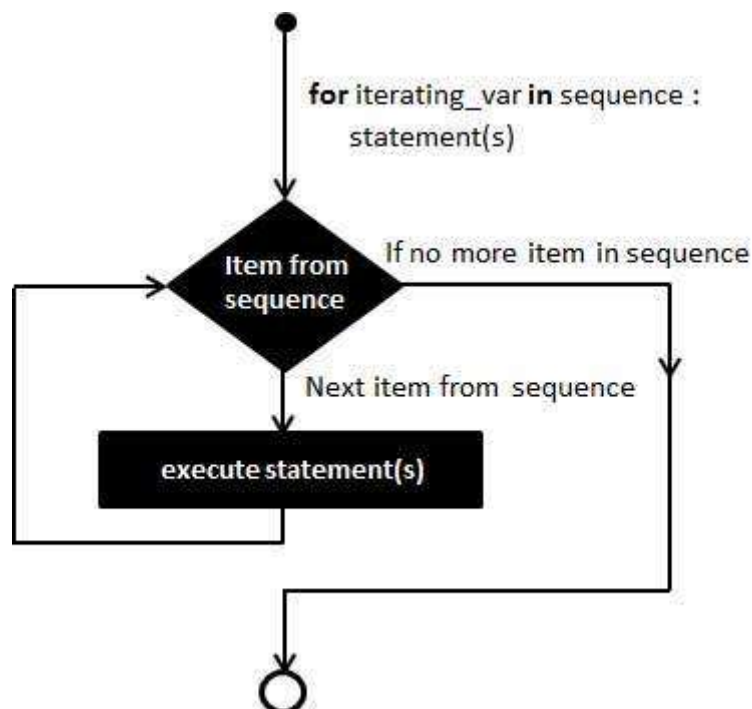 for iterating_var in sequence :
statement(s)
If no more item in sequence
Item from
sequence
Next item from sequence
execute statement(s)